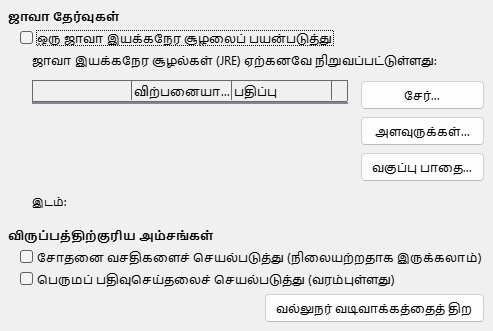 ஜாவா தேர்வுகள்
ஒரு ஜாவா இயக்கநேர சூழலைப் பயன்படுத்து
ஜாவா இயக்கநேர சூழல்கள் (JRE) ஏற்கனவே நிறுவப்பட்டுள்ளது:
விற்பனையா... பதிப்பு
சேர்...
அளவுருக்கள்...
வகுப்பு பாதை...
இடம்:
விருப்பத்திற்குரிய அம்சங்கள்
சோதனை வசதிகளைச் செயல்படுத்து (நிலையற்றதாக இருக்கலாம்)
பெருமப் பதிவுசெய்தலைச் செயல்படுத்து (வரம்புள்ளது)
வல்லுநர் வடிவாக்கத்தைத் திற